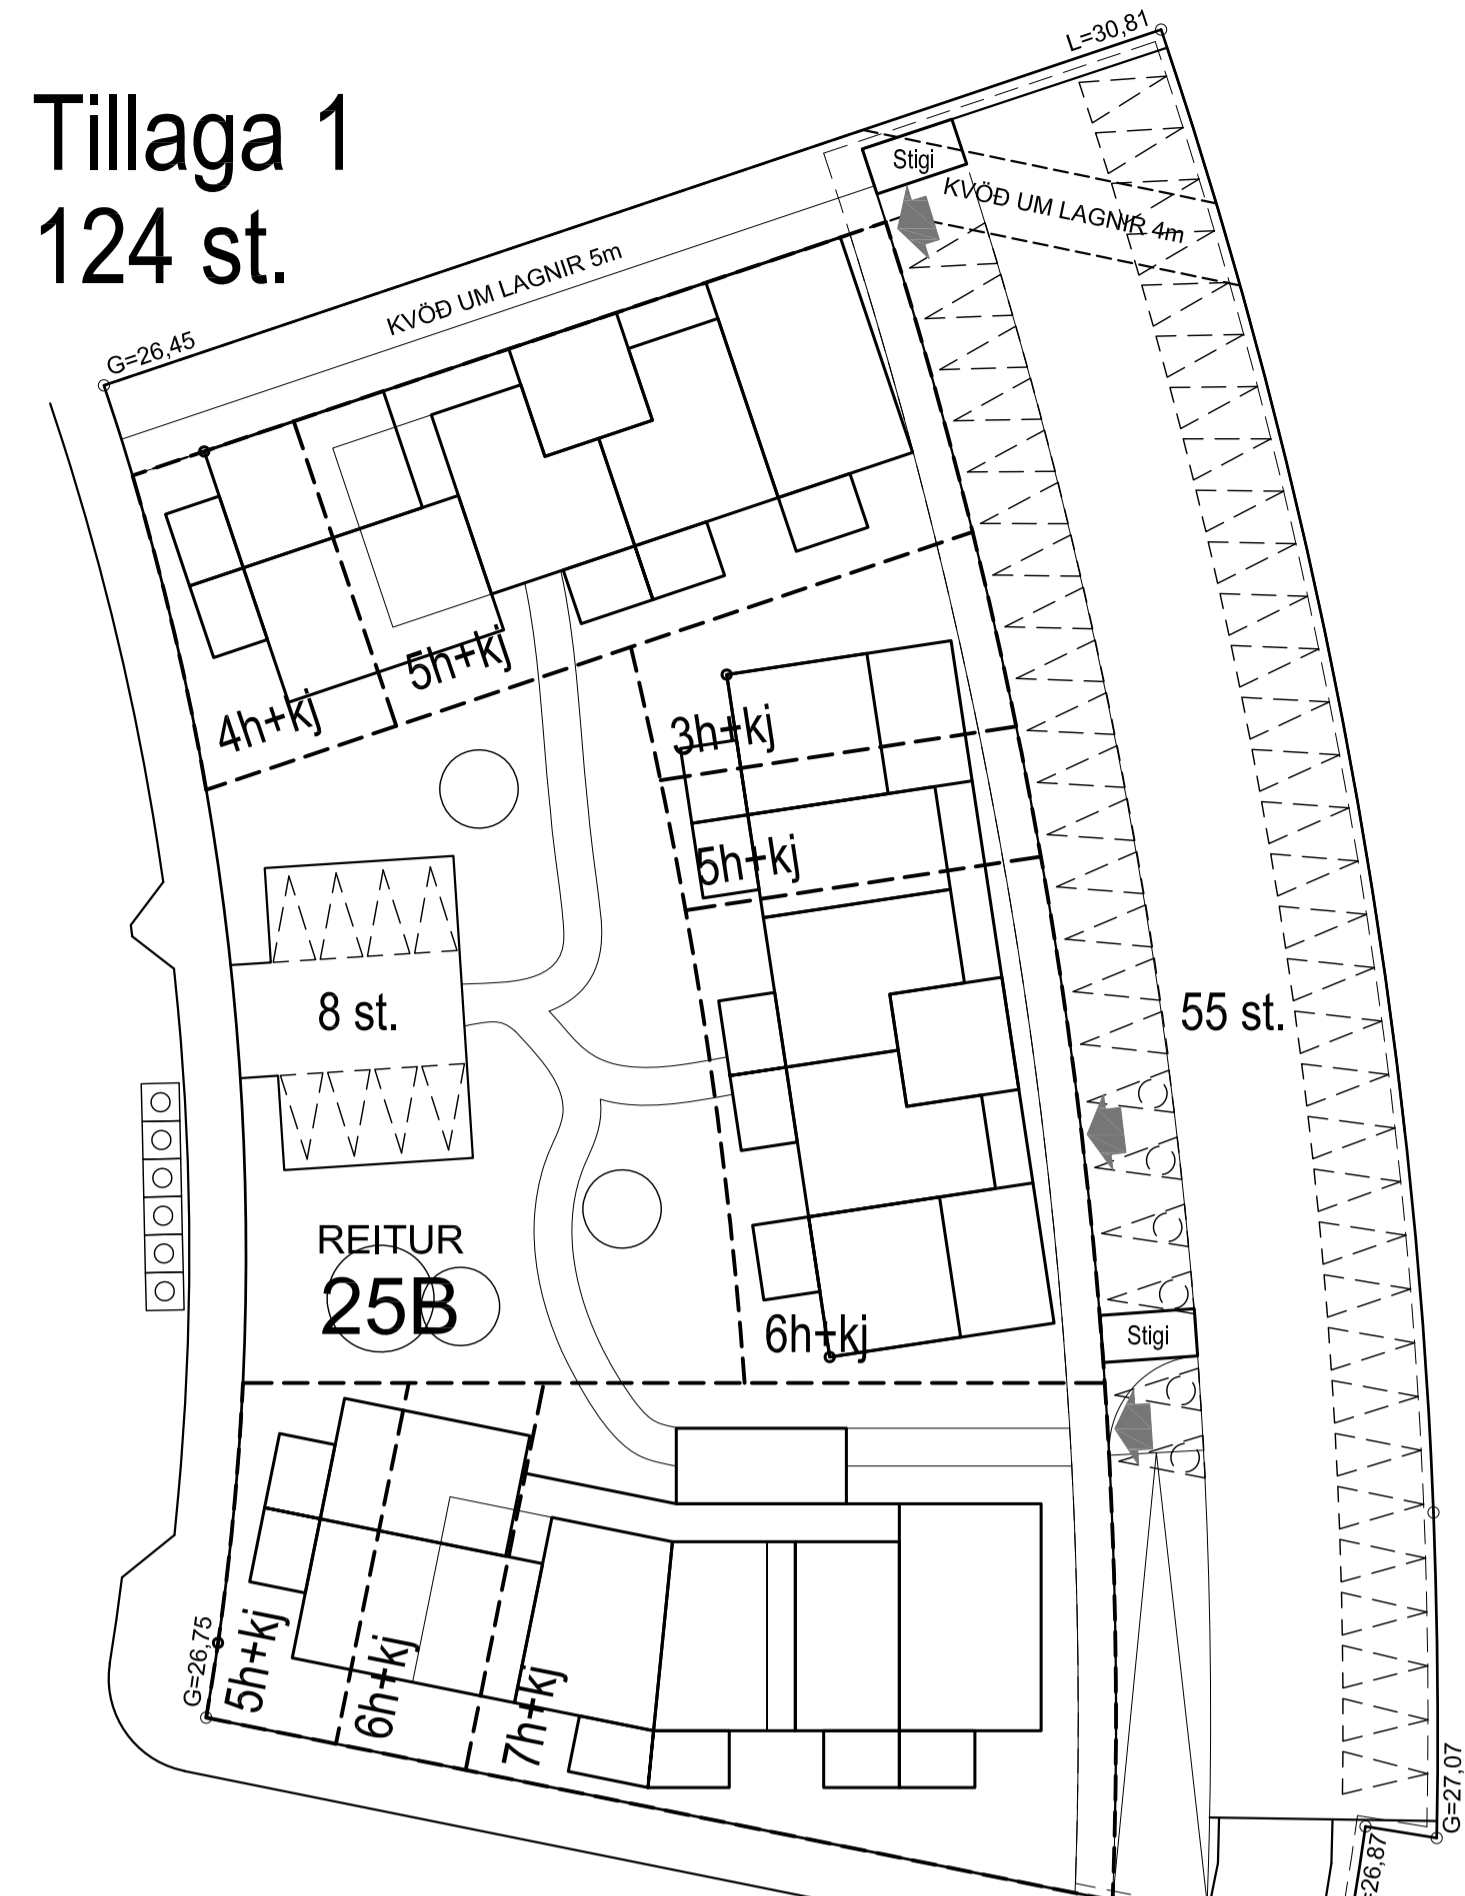 Tillaga 1
124 st.
L=30,81
Stigi
KVÖÐ UM LAGNIR 4m
KVÖÐ UM LAGNIR 5m
G=26,45
4h+kj
5h+kj
3h+kj
5h+kj
8 st.
55 st.
REITUR
25B
6h+kj
Stigi
G=26,75
5h+kj
6h+kj
7h+kj
G=27,07
=26,87